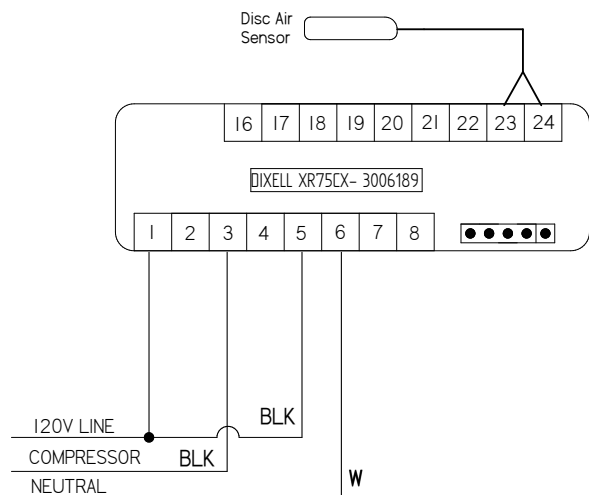 Disc Air
Sensor
16 17 18 19 20 21 22 23 24
DIXELL XR75CX- 3006189
1 2 3 4 5 6 7 8
BLK
120V LINE
COMPRESSOR BLK
NEUTRAL W